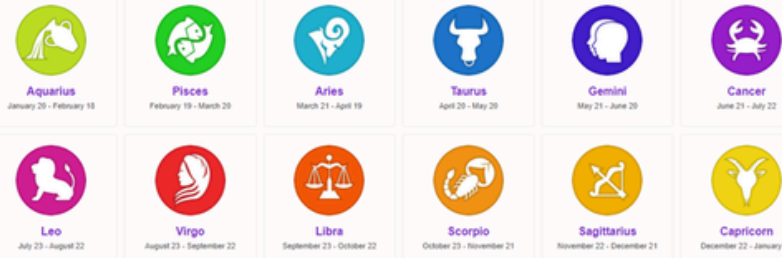 Aquarius
January 20 - February 18
Pisces
February 19 - March 20
Aries
March 21 - April 19
Taurus
April 20 - May 20
Gemini
May 21 - June 20
Cancer
June 21 - July 22
Leo
July 23 - August 22
Virgo
August 23 - September 22
Libra
September 23 - October 22
Scorpio
October 23 - November 21
Sagittarius
November 22 - December 21
Capricorn
December 22 - January